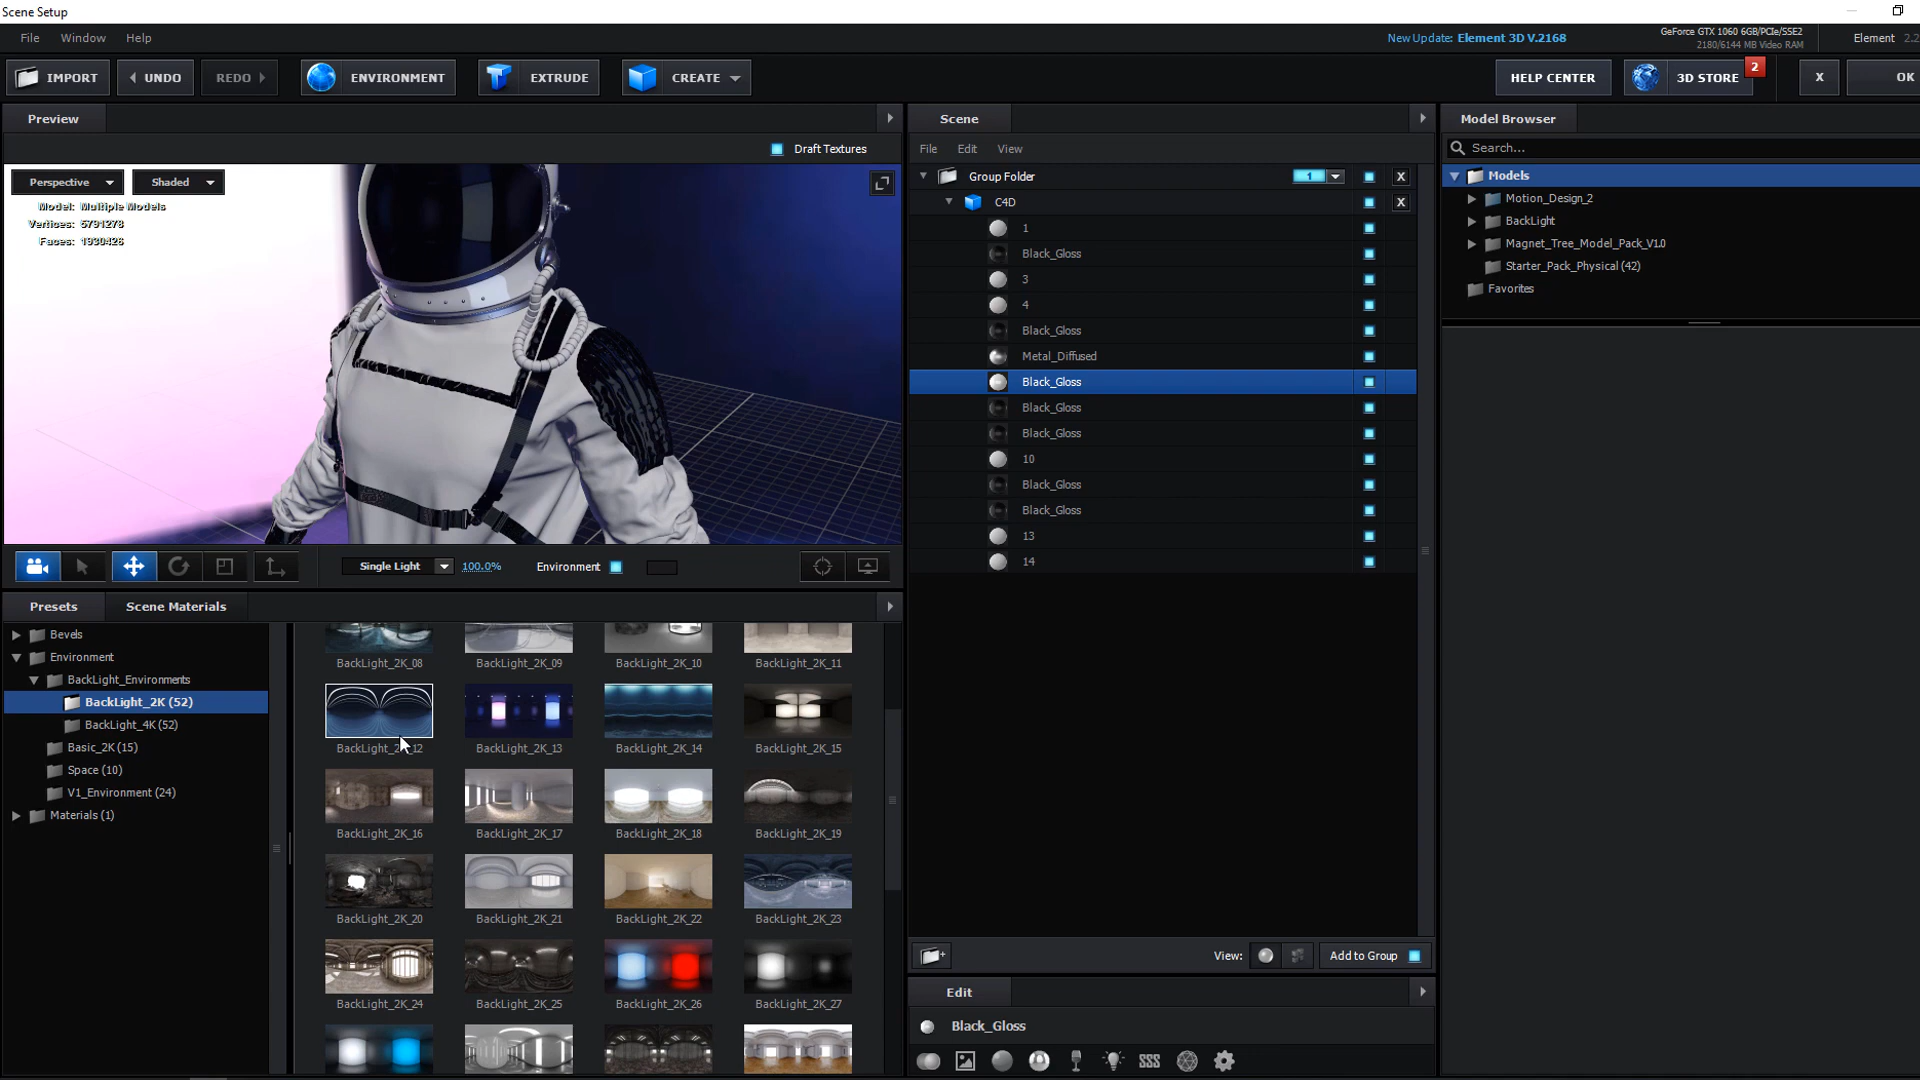 Scene Setup
File Window Help
New Update: Element 3D V.2168
GeForce GTX 1060 6GB/PCIe/SSE2
2180/6144 MB Video RAM
Element 2.2
IMPORT UNDO REDO ENVIRONMENT EXTRUDE CREATE HELP CENTER 3D STORE 2 X OK
Preview
Draft Textures
Perspective Shaded
Model: Multiple Models
Vertices: 5791278
Faces: 1930426
Single Light 100.0% Environment
Presets Scene Materials
Bevels
Environment
BackLight_Environments
BackLight_2K (52)
BackLight_4K (52)
Basic_2K (15)
Space (10)
V1_Environment (24)
Materials (1)
BackLight_2K_08 BackLight_2K_09 BackLight_2K_10 BackLight_2K_11
BackLight_2K_12 BackLight_2K_13 BackLight_2K_14 BackLight_2K_15
BackLight_2K_16 BackLight_2K_17 BackLight_2K_18 BackLight_2K_19
BackLight_2K_20 BackLight_2K_21 BackLight_2K_22 BackLight_2K_23
BackLight_2K_24 BackLight_2K_25 BackLight_2K_26 BackLight_2K_27
Scene
File Edit View
Group Folder 1 X
C4D X
1
Black_Gloss
3
4
Black_Gloss
Metal_Diffused
Black_Gloss
Black_Gloss
Black_Gloss
10
Black_Gloss
Black_Gloss
13
14
View: Add to Group
Edit
Black_Gloss
SSS
Model Browser
Search...
Models
Motion_Design_2
BackLight
Magnet_Tree_Model_Pack_V1.0
Starter_Pack_Physical (42)
Favorites